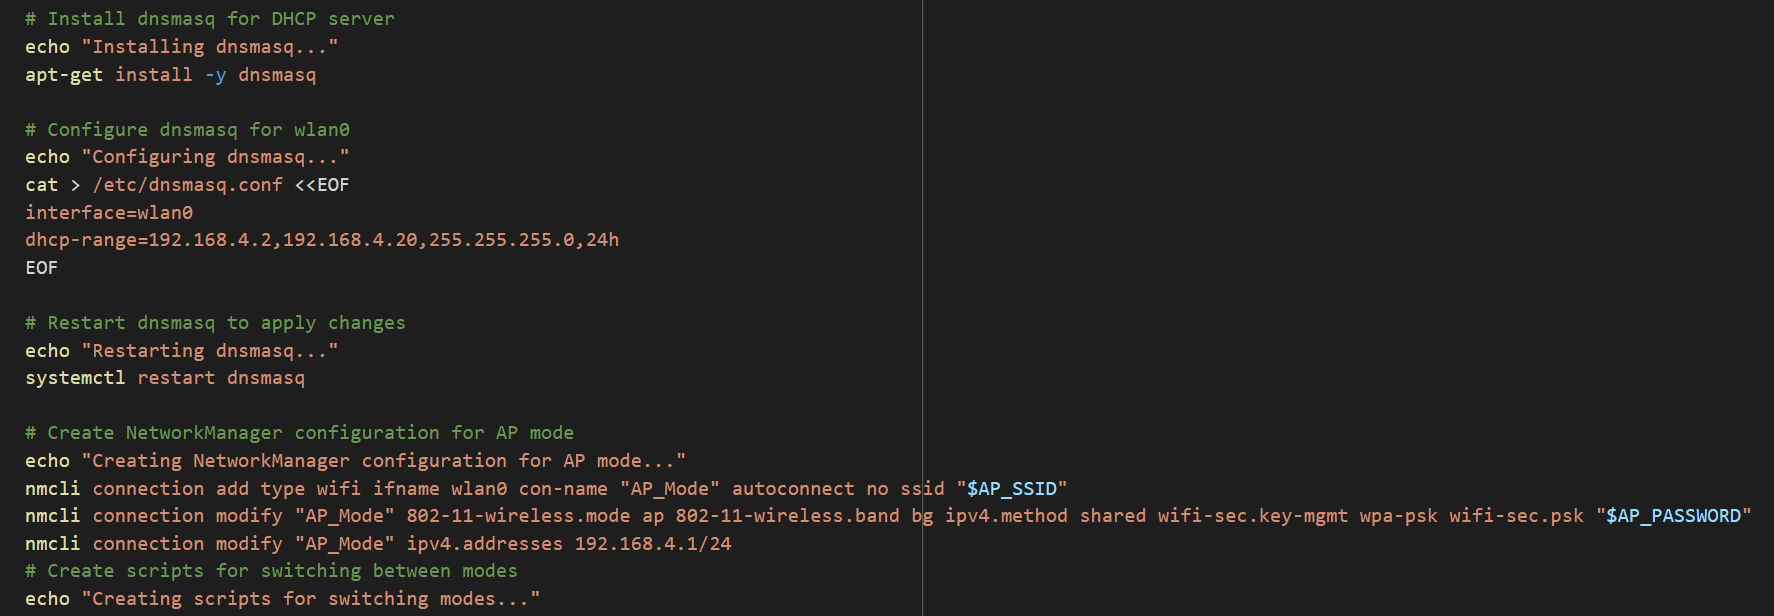 # Install dnsmasq for DHCP server
echo "Installing dnsmasq..."
apt-get install -y dnsmasq
# Configure dnsmasq for wlan0
echo "Configuring dnsmasq..."
cat > /etc/dnsmasq.conf <<EOF
interface=wlan0
dhcp-range=192.168.4.2,192.168.4.20,255.255.255.0,24h
EOF
# Restart dnsmasq to apply changes
echo "Restarting dnsmasq..."
systemctl restart dnsmasq
# Create NetworkManager configuration for AP mode
echo "Creating NetworkManager configuration for AP mode..."
nmcli connection add type wifi ifname wlan0 con-name "AP_Mode" autoconnect no ssid "$AP_SSID"
nmcli connection modify "AP_Mode" 802-11-wireless.mode ap 802-11-wireless.band bg ipv4.method shared wifi-sec.key-mgmt wpa-psk wifi-sec.psk "$AP_PASSWORD"
nmcli connection modify "AP_Mode" ipv4.addresses 192.168.4.1/24
# Create scripts for switching between modes
echo "Creating scripts for switching modes..."